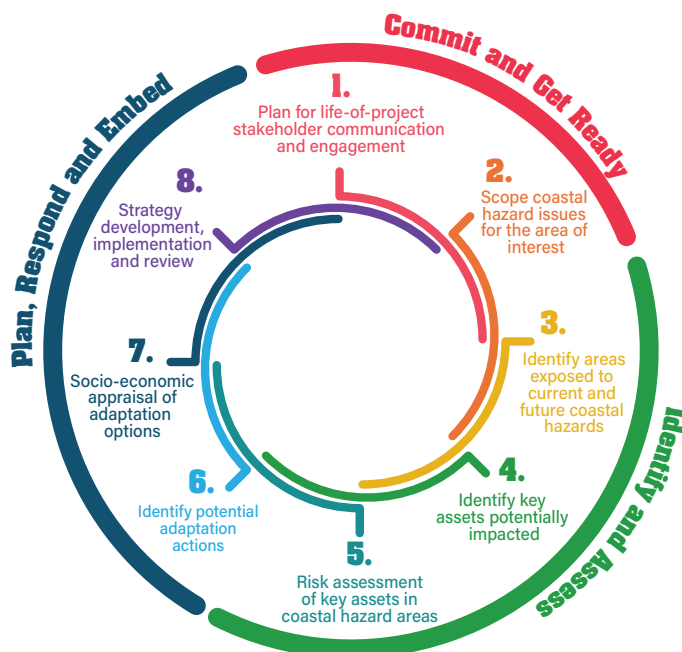 Commit and Get Ready
1.
Plan for life-of-project
stakeholder communication
and engagement
2.
Scope coastal
hazard issues
for the area of
interest
Identify and Assess
3.
Identify areas
exposed to
current and
future coastal
hazards
4.
Identify key
assets potentially
impacted
5.
Risk assessment
of key assets in
coastal hazard areas
Plan, Respond and Embed
6.
Identify potential
adaptation
actions
7.
Socio-economic
appraisal of
adaptation
options
8.
Strategy
development,
implementation
and review